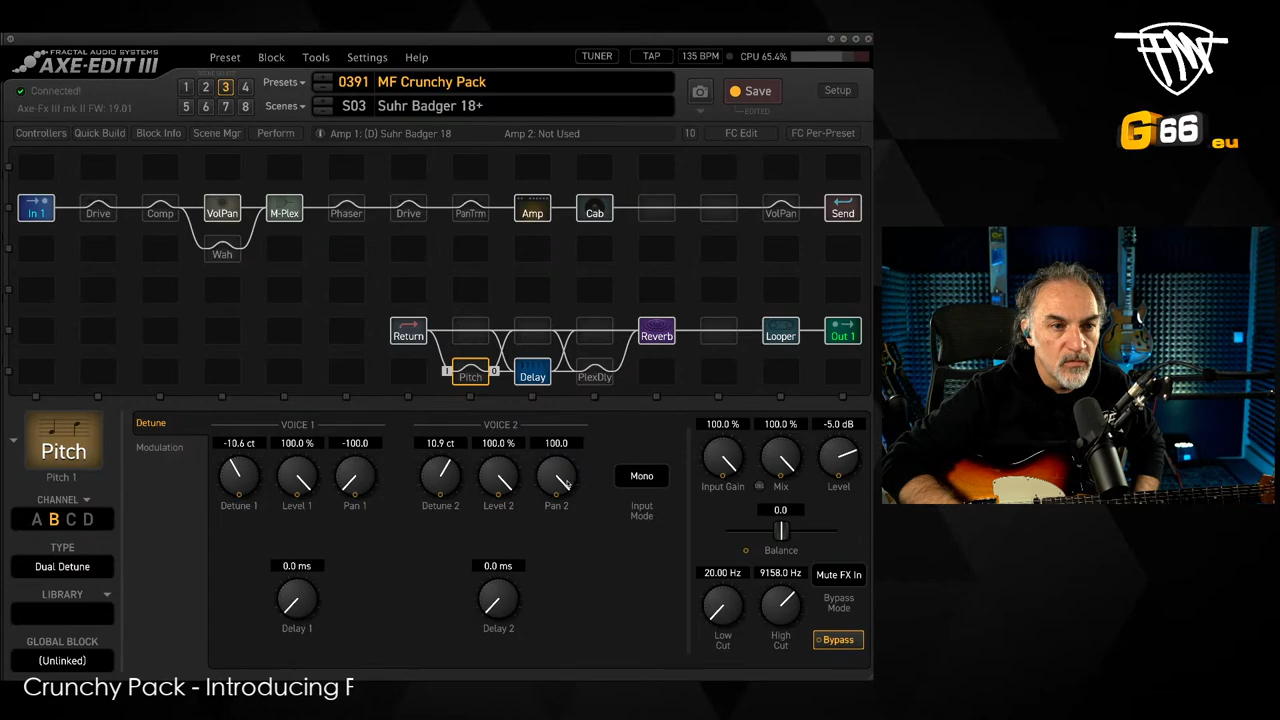 FRACTAL AUDIO SYSTEMS
AXE-EDIT III
Preset Block Tools Settings Help
TUNER TAP 135 BPM CPU 65.4%
Connected!
Axe-Fx III mk II FW: 19.01
SCENE SELECT
1 2 3 4
5 6 7 8
Presets
0391 MF Crunchy Pack
Scenes
S03 Suhr Badger 18+
Save
EDITED
Setup
Controllers Quick Build Block Info Scene Mgr Perform
Amp 1: (D) Suhr Badger 18 Amp 2: Not Used
10 FC Edit FC Per-Preset
In 1 Drive Comp VolPan M-Plex Phaser Drive PanTrm Amp Cab VolPan Send
Wah
Return Reverb Looper Out 1
I Pitch O Delay PlexDly
Pitch
Pitch 1
CHANNEL
A B C D
TYPE
Dual Detune
LIBRARY
GLOBAL BLOCK
(Unlinked)
Detune
Modulation
VOICE 1 VOICE 2
-10.6 ct 100.0 % -100.0 10.9 ct 100.0 % 100.0
Detune 1 Level 1 Pan 1 Detune 2 Level 2 Pan 2
Mono
Input
Mode
0.0 ms 0.0 ms
Delay 1 Delay 2
100.0 % 100.0 % -5.0 dB
Input Gain Mix Level
0.0
Balance
20.00 Hz 9158.0 Hz Mute FX In
Low
Cut
High
Cut
Bypass
Mode
Bypass
FMX
G66.eu
Crunchy Pack - Introducing F